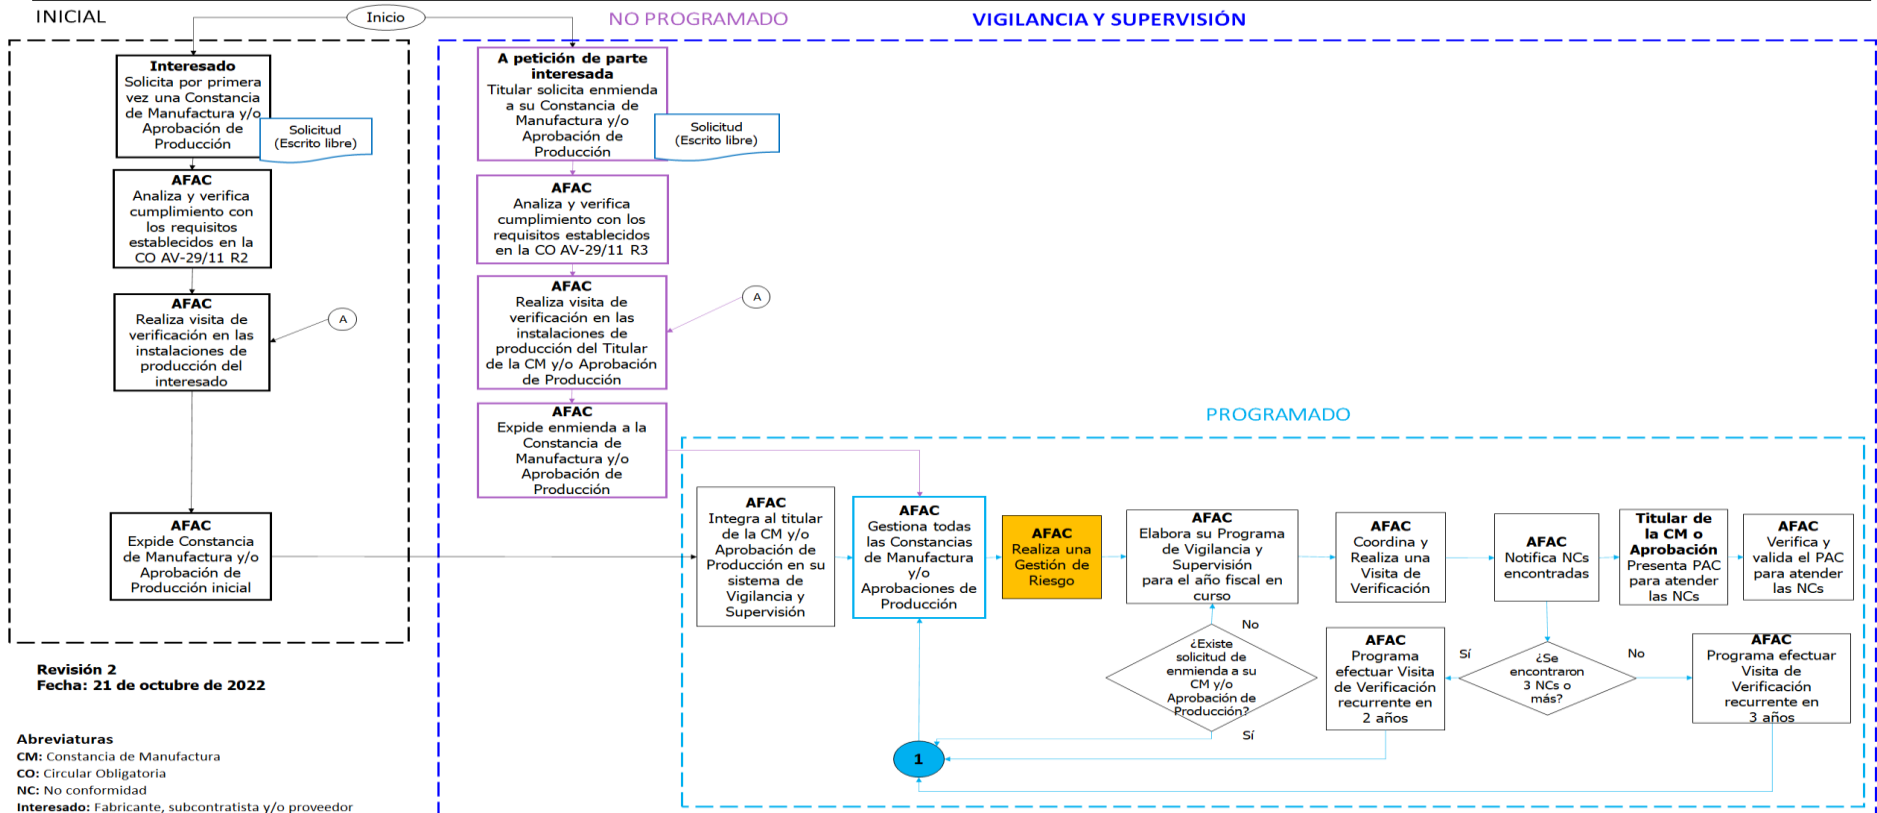 INICIAL
Inicio
NO PROGRAMADO
VIGILANCIA Y SUPERVISIÓN
Interesado
Solicita por primera
vez una Constancia
de Manufactura y/o
Aprobación de
Producción
Solicitud
(Escrito libre)
AFAC
Analiza y verifica
cumplimiento con
los requisitos
establecidos en la
CO AV-29/11 R2
AFAC
Realiza visita de
verificación en las
instalaciones de
producción del
interesado
A
AFAC
Expide Constancia
de Manufactura y/o
Aprobación de
Producción inicial
A petición de parte
interesada
Titular solicita enmienda
a su Constancia de
Manufactura y/o
Aprobación de
Producción
Solicitud
(Escrito libre)
AFAC
Analiza y verifica
cumplimiento con los
requisitos establecidos
en la CO AV-29/11 R3
AFAC
Realiza visita de
verificación en las
instalaciones de
producción del Titular
de la CM y/o Aprobación
de Producción
A
AFAC
Expide enmienda a la
Constancia de
Manufactura y/o
Aprobación de
Producción
PROGRAMADO
AFAC
Integra al titular
de la CM y/o
Aprobación de
Producción en su
sistema de
Vigilancia y
Supervisión
AFAC
Gestiona todas
las Constancias
de Manufactura
y/o
Aprobaciones de
Producción
AFAC
Realiza una
Gestión de
Riesgo
AFAC
Elabora su Programa
de Vigilancia y
Supervisión
para el año fiscal en
curso
AFAC
Coordina y
Realiza una
Visita de
Verificación
AFAC
Notifica NCs
encontradas
Titular de
la CM o
Aprobación
Presenta PAC
para atender
las NCs
AFAC
Verifica y
valida el PAC
para atender
las NCs
No
¿Existe
solicitud de
enmienda a su
CM y/o
Aprobación de
Producción?
Sí
AFAC
Programa
efectuar Visita
de Verificación
recurrente en
2 años
Sí
¿Se
encontraron
3 NCs o
más?
No
AFAC
Programa efectuar
Visita de
Verificación
recurrente en
3 años
1
Revisión 2
Fecha: 21 de octubre de 2022
Abreviaturas
CM: Constancia de Manufactura
CO: Circular Obligatoria
NC: No conformidad
Interesado: Fabricante, subcontratista y/o proveedor